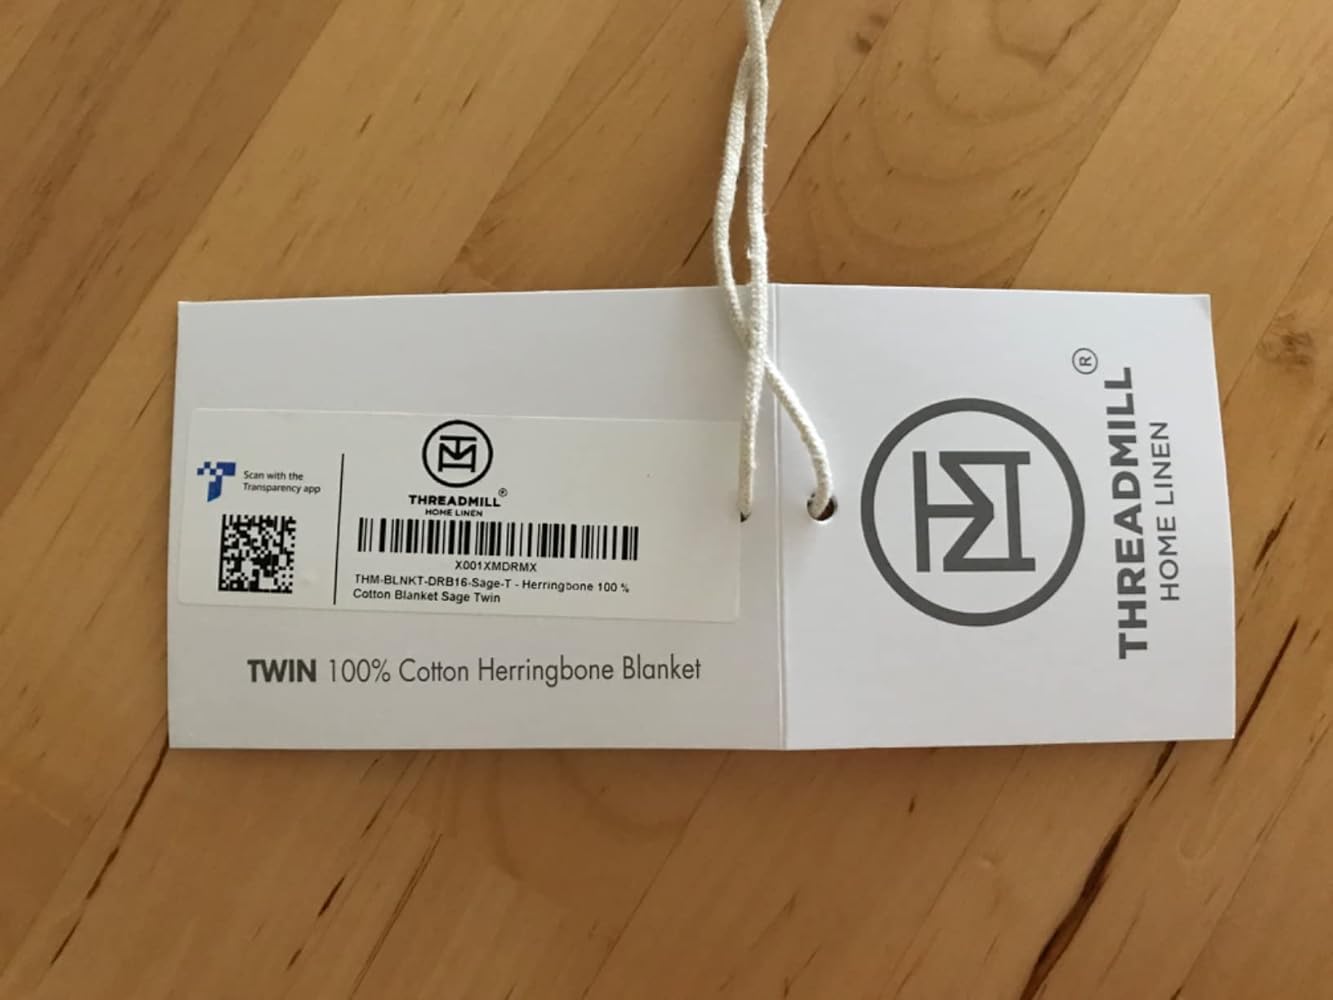 Scan with the
Transparency app
THREADMILL®
HOME LINEN
X001XMDRMX
THM-BLNKT-DRB16-Sage-T - Herringbone 100 %
Cotton Blanket Sage Twin
TWIN 100% Cotton Herringbone Blanket
THREADMILL®
HOME LINEN